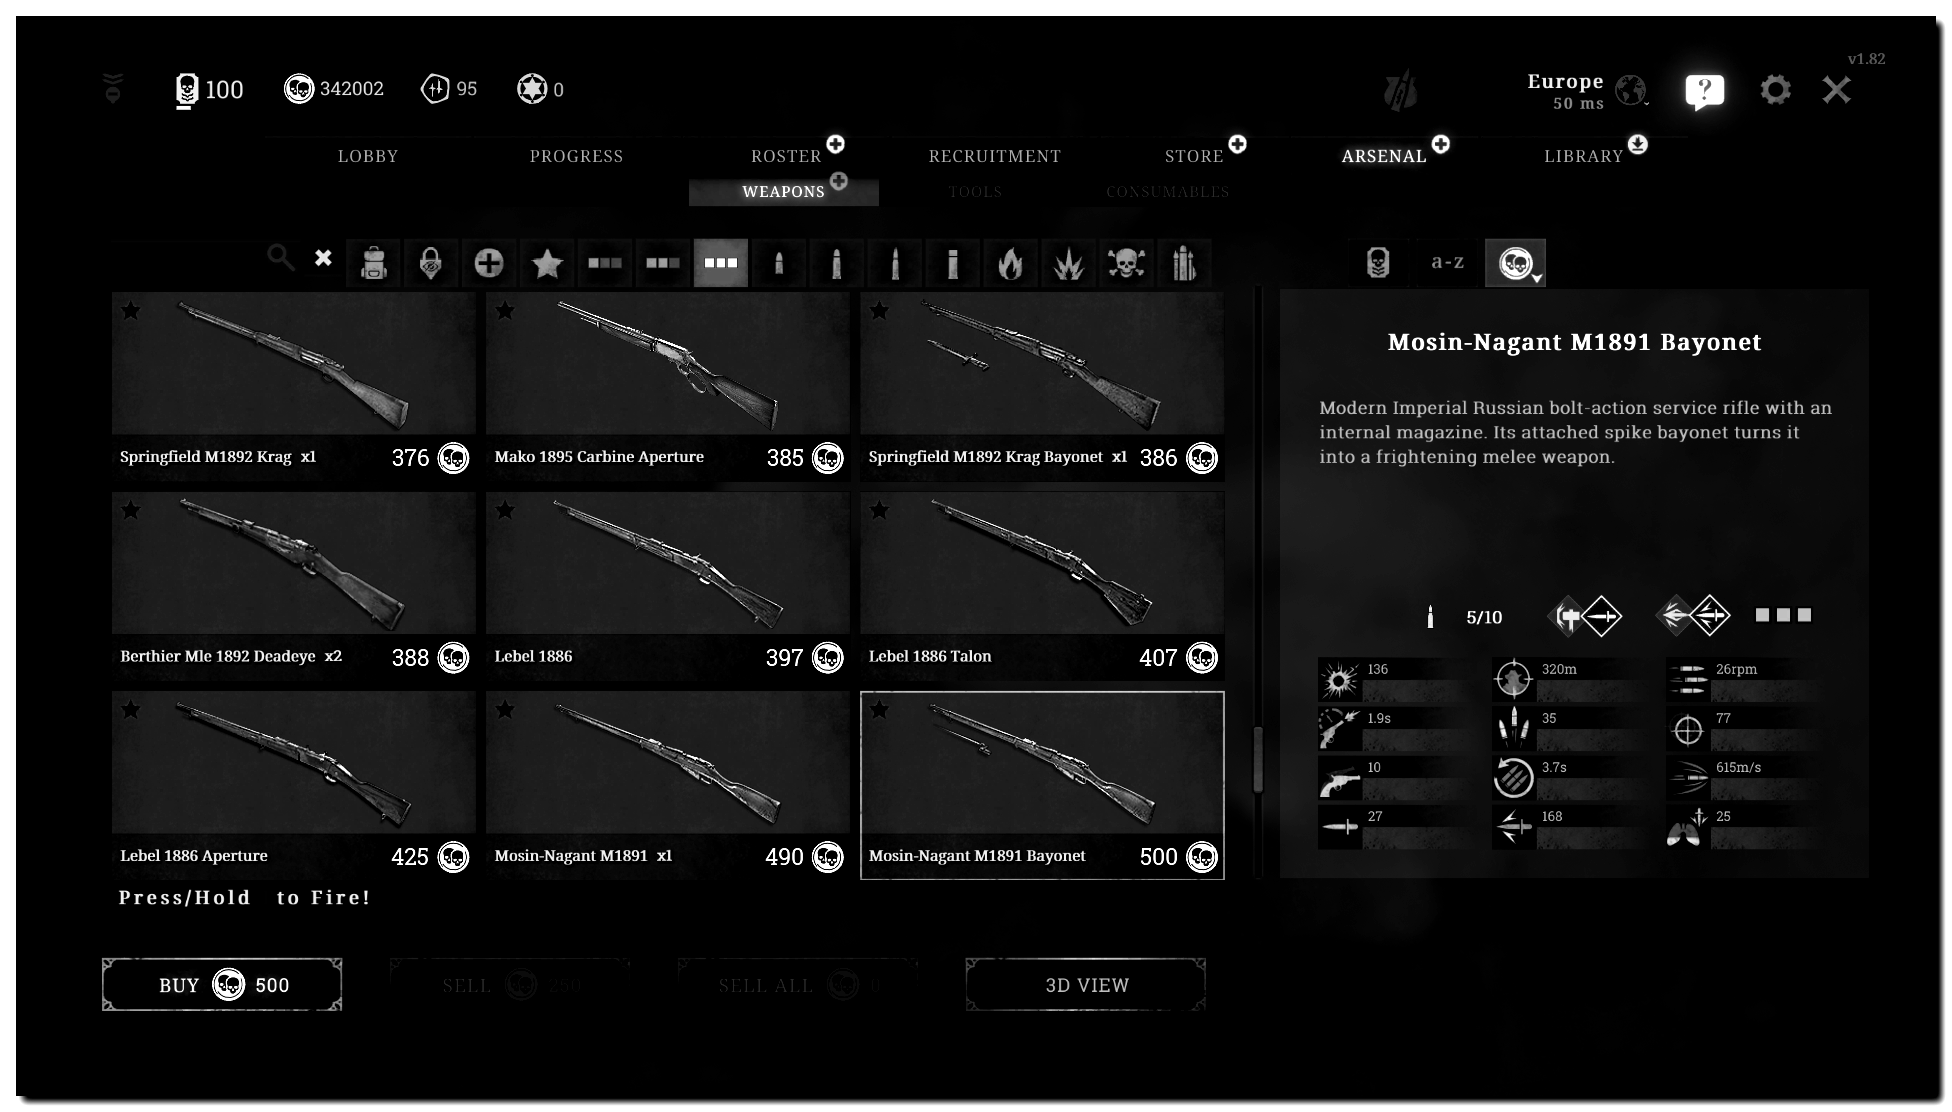 v1.82
100
342002
95
0
Europe
50 ms
?
LOBBY
PROGRESS
ROSTER
RECRUITMENT
STORE
ARSENAL
LIBRARY
WEAPONS
TOOLS
CONSUMABLES
a-z
Springfield M1892 Krag x1 376
Mako 1895 Carbine Aperture 385
Springfield M1892 Krag Bayonet x1 386
Berthier Mle 1892 Deadeye x2 388
Lebel 1886 397
Lebel 1886 Talon 407
Lebel 1886 Aperture 425
Mosin-Nagant M1891 x1 490
Mosin-Nagant M1891 Bayonet 500
Mosin-Nagant M1891 Bayonet
Modern Imperial Russian bolt-action service rifle with an
internal magazine. Its attached spike bayonet turns it
into a frightening melee weapon.
5/10
136
320m
26rpm
1.9s
35
77
10
3.7s
615m/s
27
168
25
Press/Hold to Fire!
BUY 500
SELL 250
SELL ALL 0
3D VIEW